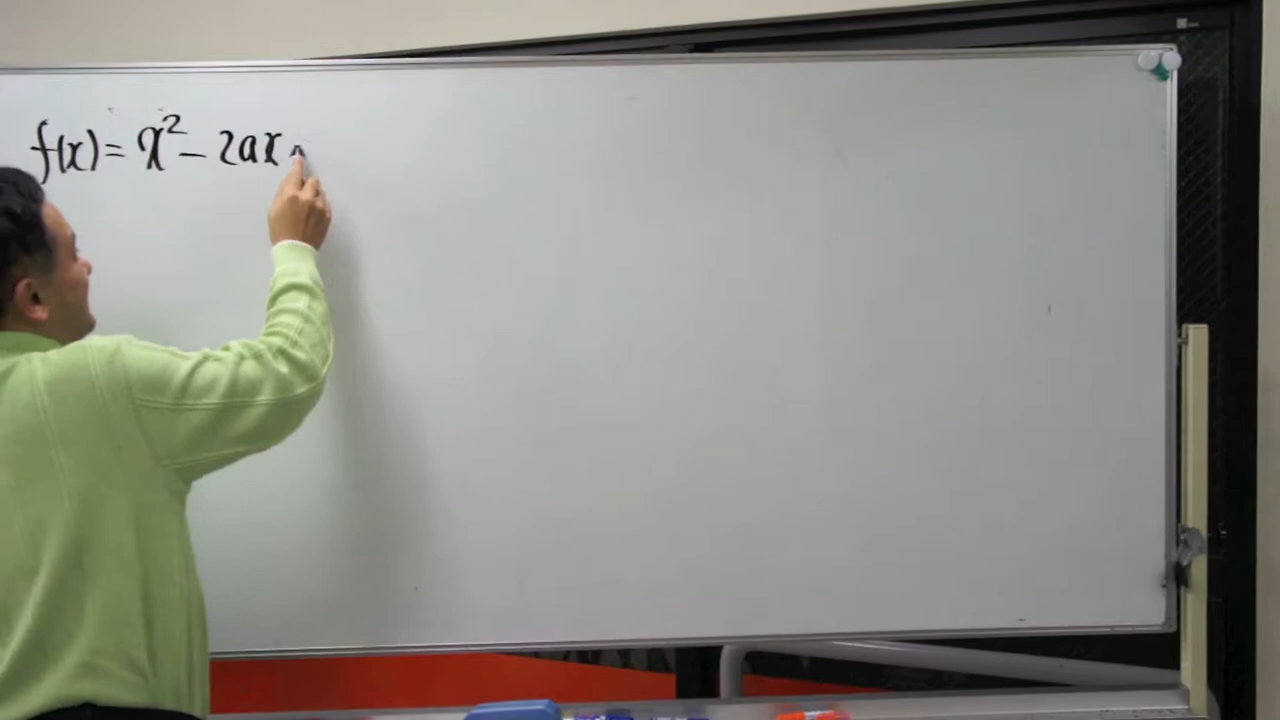 f(x) = x² - 2ax